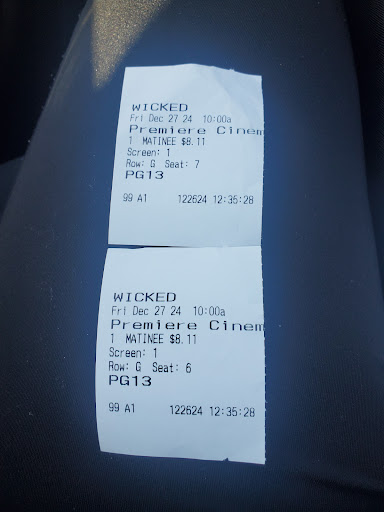 WICKED
Fri Dec 27 24 10:00a
Premiere Cinem
1 MATINEE $8.11
Screen: 1
Row: G Seat: 7
PG13
99 A1 122624 12:35:28
WICKED
Fri Dec 27 24 10:00a
Premiere Cinem
1 MATINEE $8.11
Screen: 1
Row: G Seat: 6
PG13
99 A1 122624 12:35:28